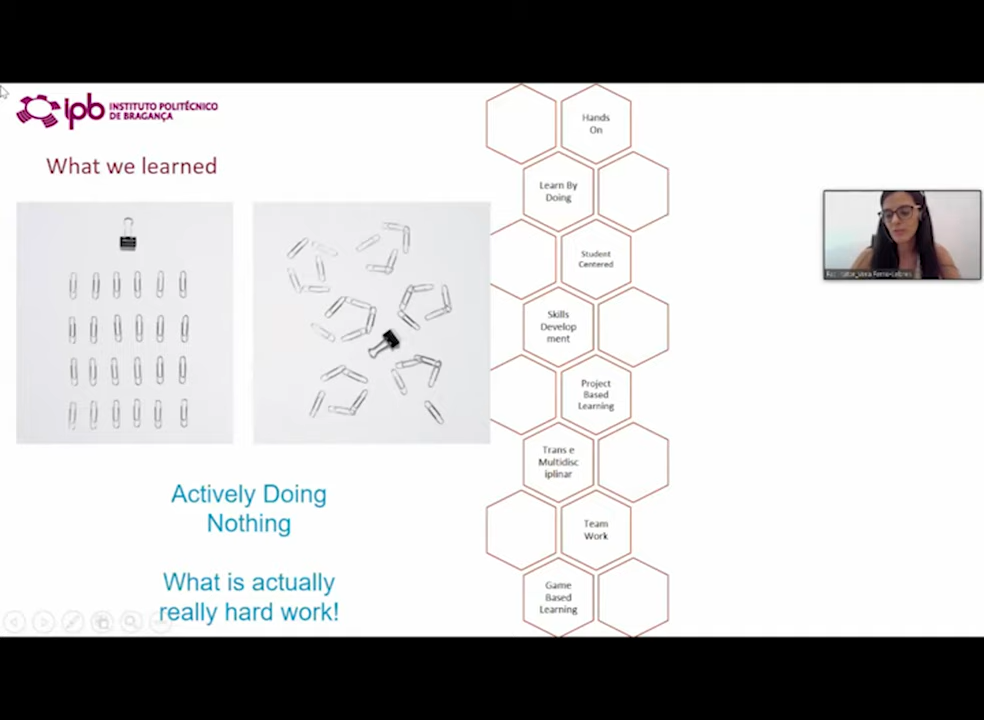 ipb INSTITUTO POLITÉCNICO
DE BRAGANÇA
What we learned
Actively Doing
Nothing
What is actually
really hard work!
Hands
On
Learn By
Doing
Student
Centered
Skills
Develop
ment
Project
Based
Learning
Trans e
Multidisc
iplinar
Team
Work
Game
Based
Learning